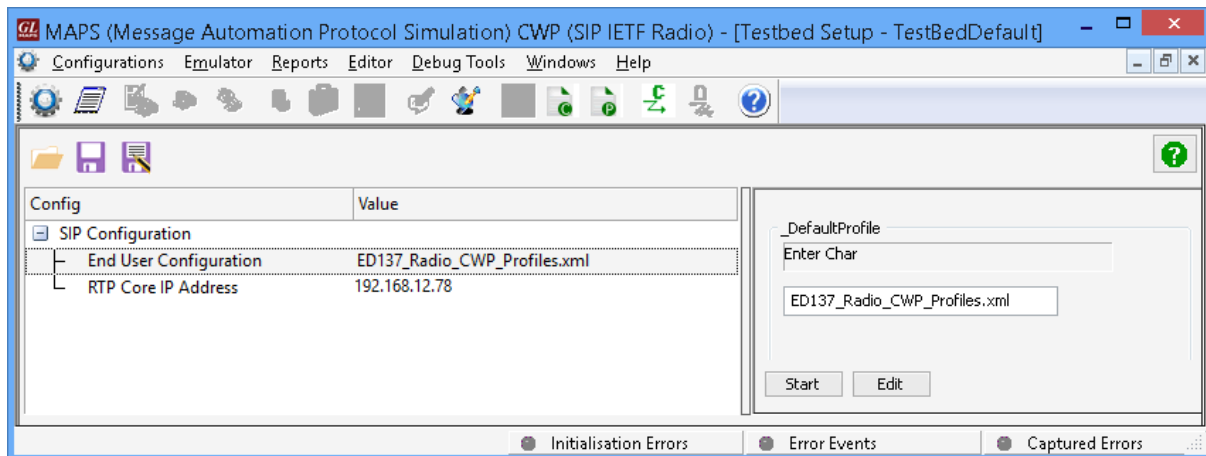 GL MAPS (Message Automation Protocol Simulation) CWP (SIP IETF Radio) - [Testbed Setup - TestBedDefault]
Configurations Emulator Reports Editor Debug Tools Windows Help
C P C
Config Value
SIP Configuration
End User Configuration ED137_Radio_CWP_Profiles.xml
RTP Core IP Address 192.168.12.78
_DefaultProfile
Enter Char
ED137_Radio_CWP_Profiles.xml
Start Edit
Initialisation Errors Error Events Captured Errors